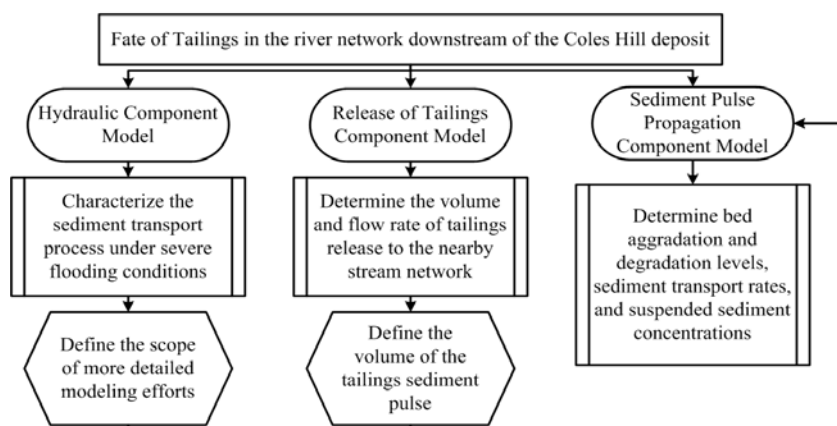 Fate of Tailings in the river network downstream of the Coles Hill deposit
Hydraulic Component
Model
Release of Tailings
Component Model
Sediment Pulse
Propagation
Component Model
Characterize the
sediment transport
process under severe
flooding conditions
Determine the volume
and flow rate of tailings
release to the nearby
stream network
Determine bed
aggradation and
degradation levels,
sediment transport rates,
and suspended sediment
concentrations
Define the scope
of more detailed
modeling efforts
Define the
volume of the
tailings sediment
pulse